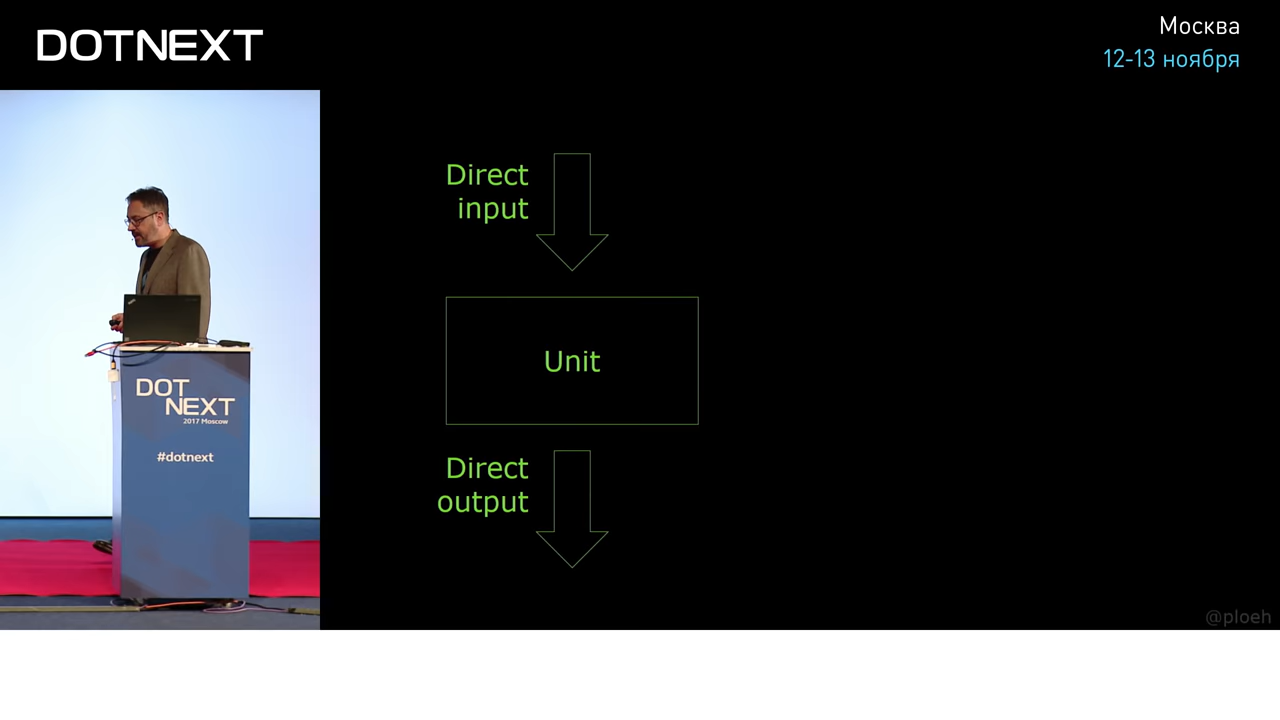 DOTNEXT
Москва
12-13 ноября
Direct
input
Unit
Direct
output
DOT
NEXT
2017 Moscow
#dotnext
@ploeh